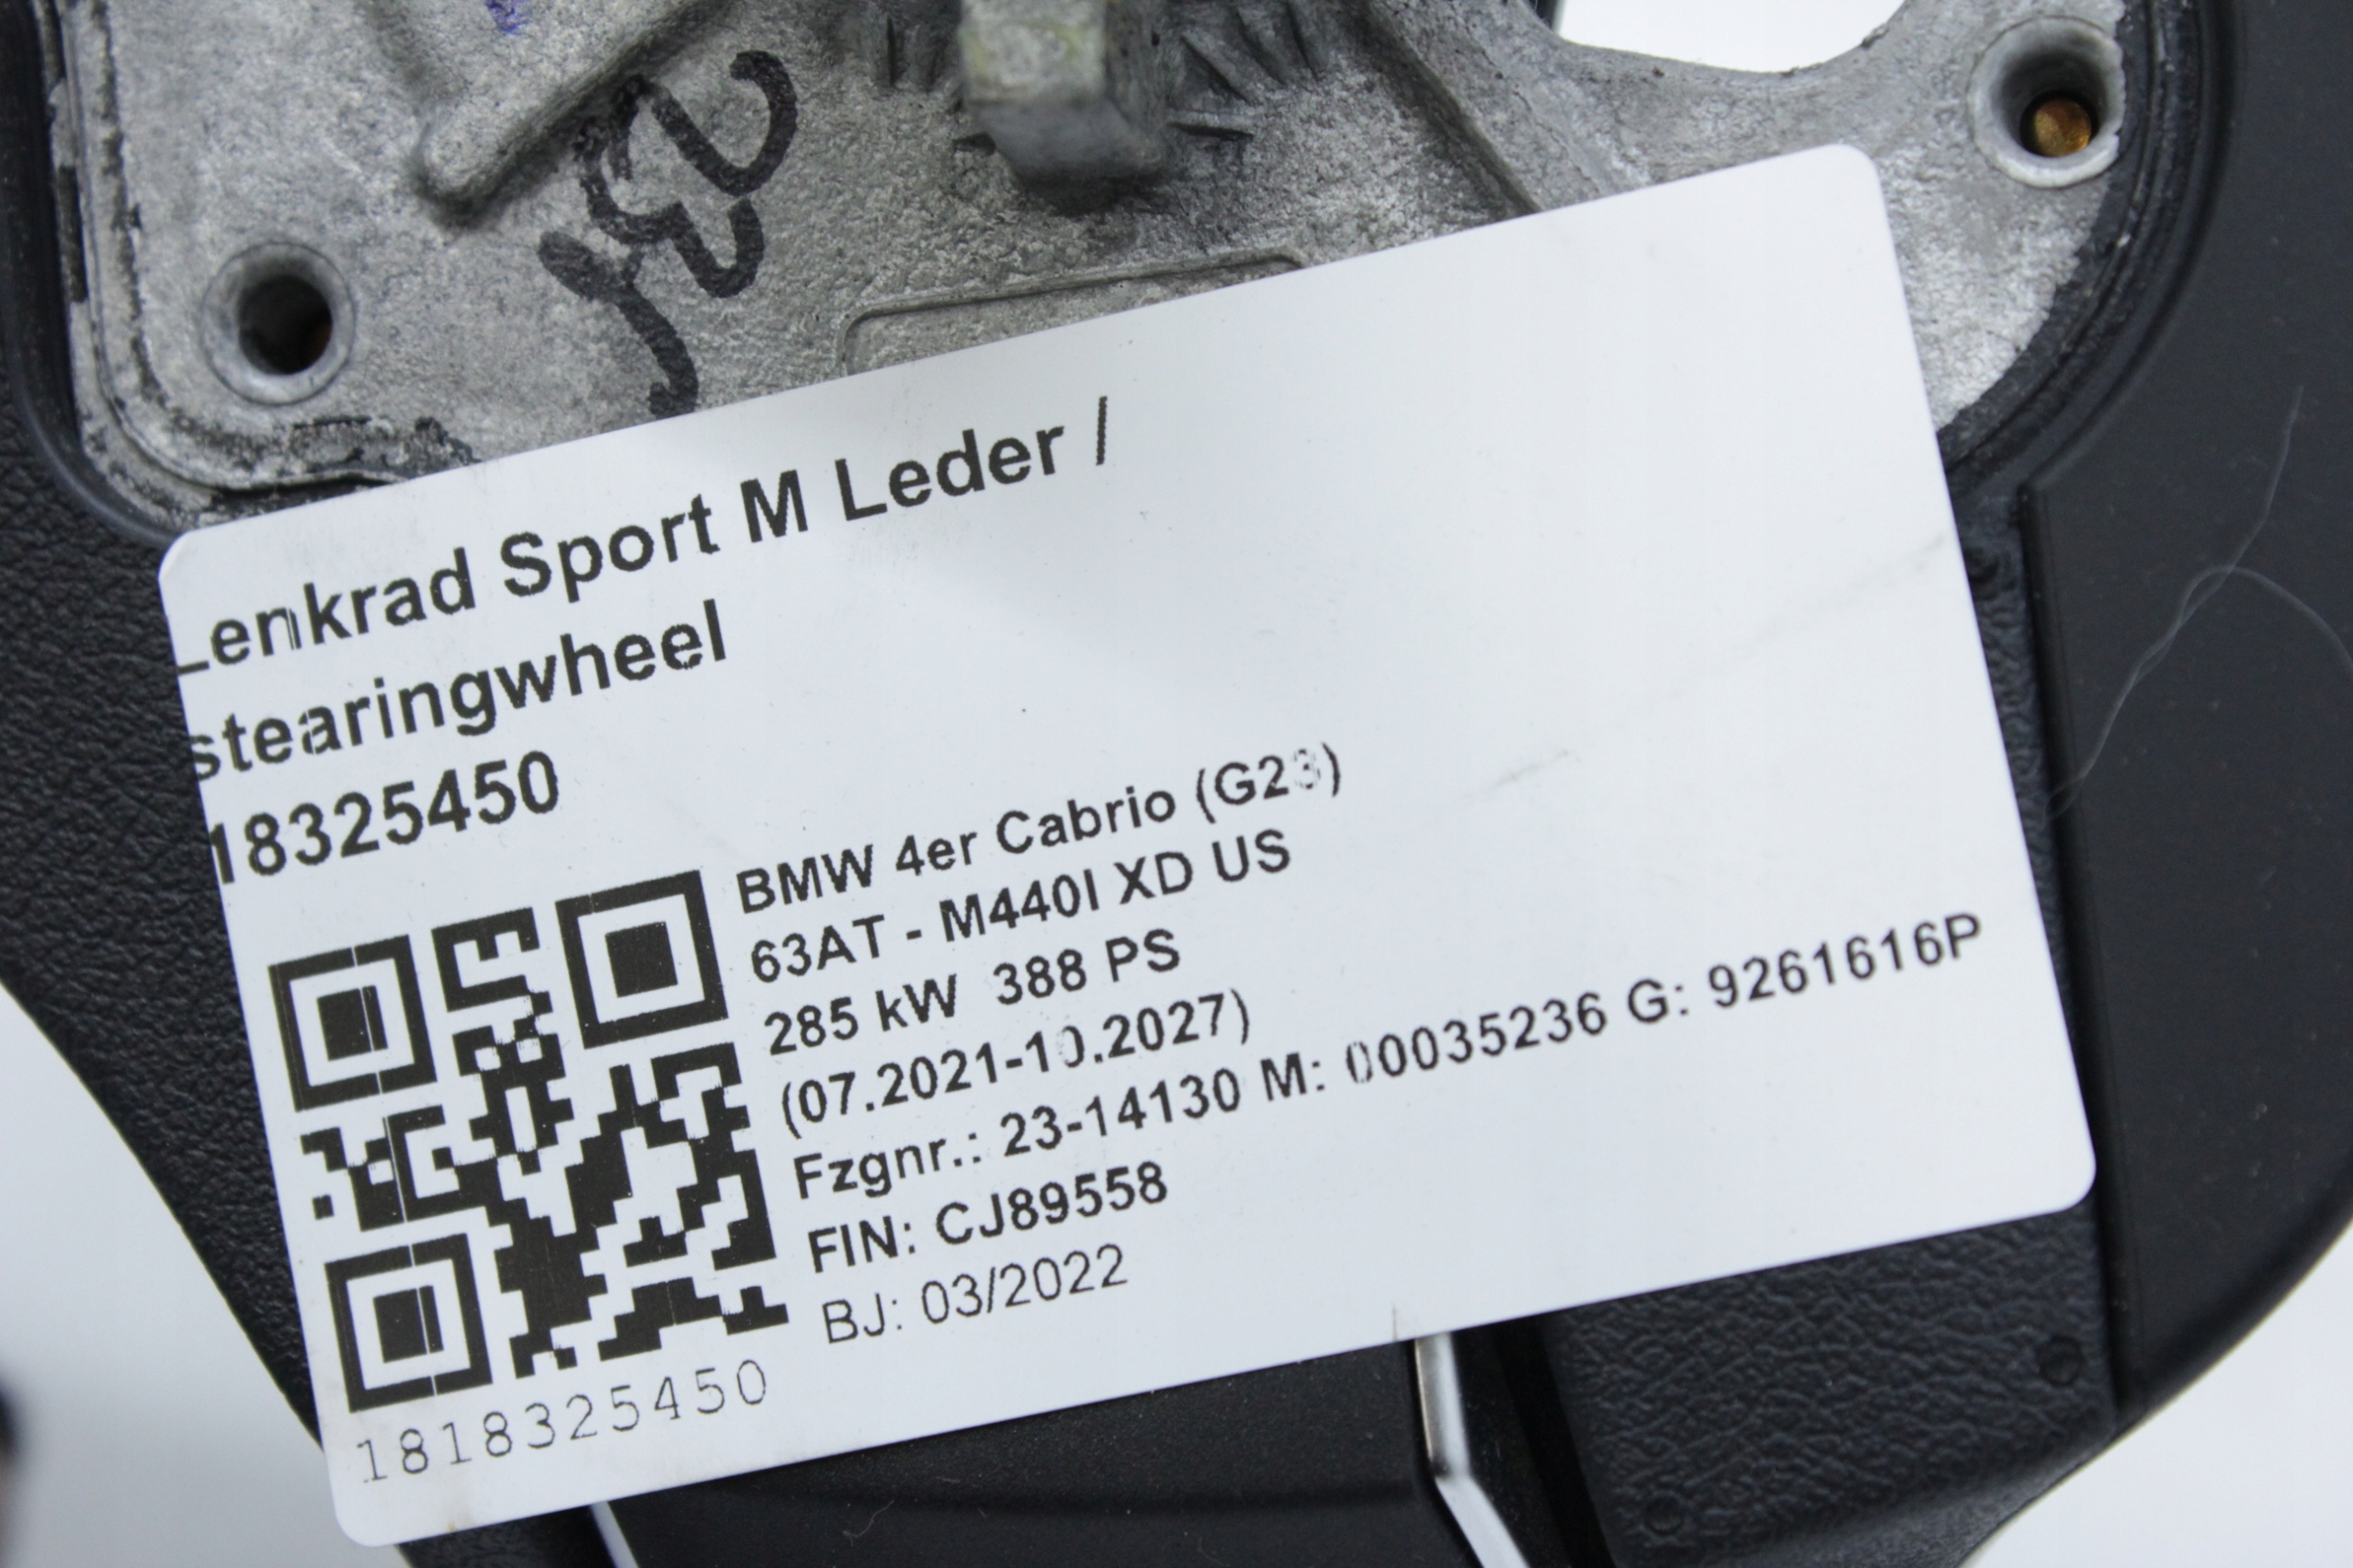 Lenkrad Sport M Leder /
stearingwheel
18325450
BMW 4er Cabrio (G23)
63AT - M440I XD US
285 kW 388 PS
(07.2021-10.2027)
Fzgnr.: 23-14130 M: 00035236 G: 9261616P
FIN: CJ89558
BJ: 03/2022
1818325450